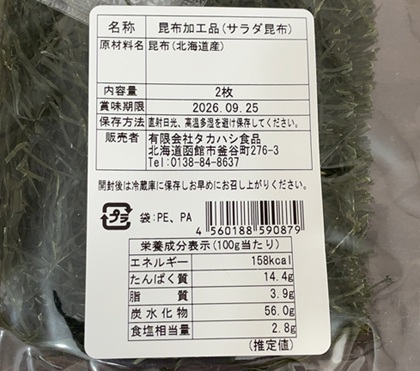 名称 昆布加工品(サラダ昆布)
原材料名 昆布(北海道産)
内容量 2枚
賞味期限 2026.09.25
保存方法 直射日光、高温多湿を避け保存してください。
販売者 有限会社タカハシ食品
北海道函館市釜谷町276-3
Tel:0138-84-8637
開封後は冷蔵庫に保存しお早めにお召し上がりください。
プラ 袋:PE、PA
4 560188 590879
栄養成分表示(100g当たり)
エネルギー 158kcal
たんぱく質 14.4g
脂質 3.9g
炭水化物 56.0g
食塩相当量 2.8g
(推定値)